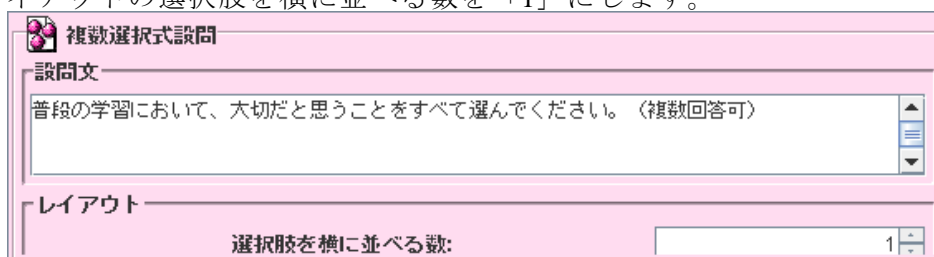 イアウトの選択肢を横に並べる数を「1」にします。
複数選択式設問
設問文
普段の学習において、大切だと思うことをすべて選んでください。（複数回答可）
レイアウト
選択肢を横に並べる数: 1